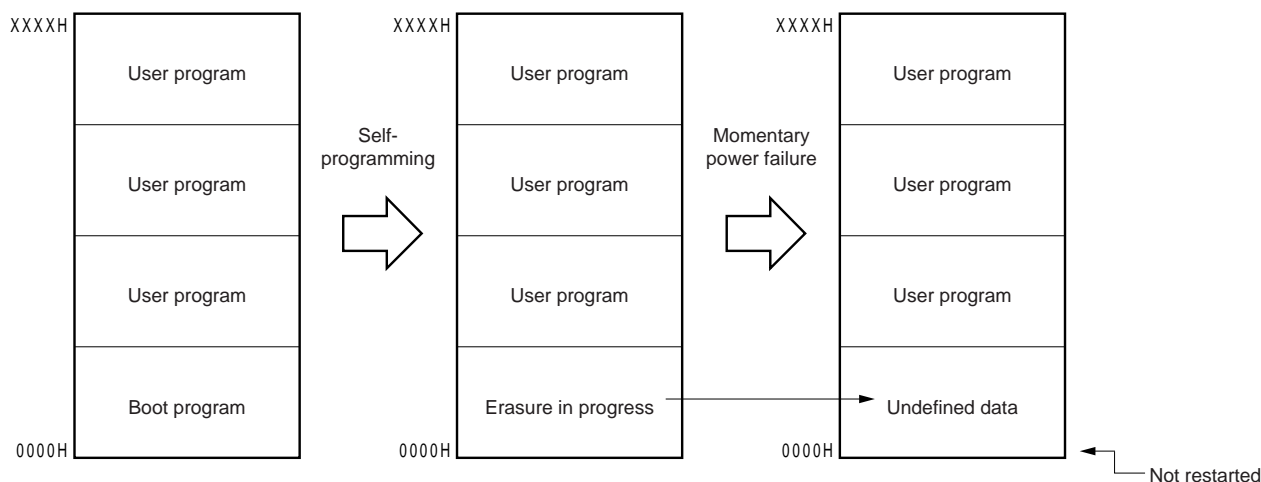 XXXXH
User program
User program
User program
Boot program
0000H
Self-
programming
XXXXH
User program
User program
User program
Erasure in progress
0000H
Momentary
power failure
XXXXH
User program
User program
User program
Undefined data
0000H
Not restarted